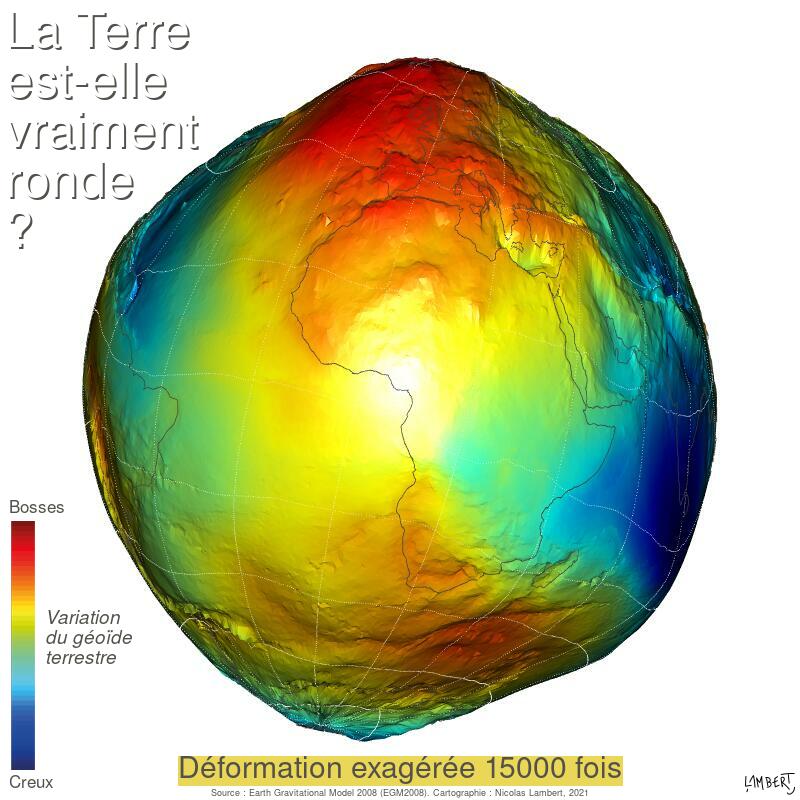 La Terre
est-elle
vraiment
ronde
?
Bosses
Variation
du géoïde
terrestre
Creux
Déformation exagérée 15000 fois
Source : Earth Gravitational Model 2008 (EGM2008). Cartographie : Nicolas Lambert, 2021
LAMBERT